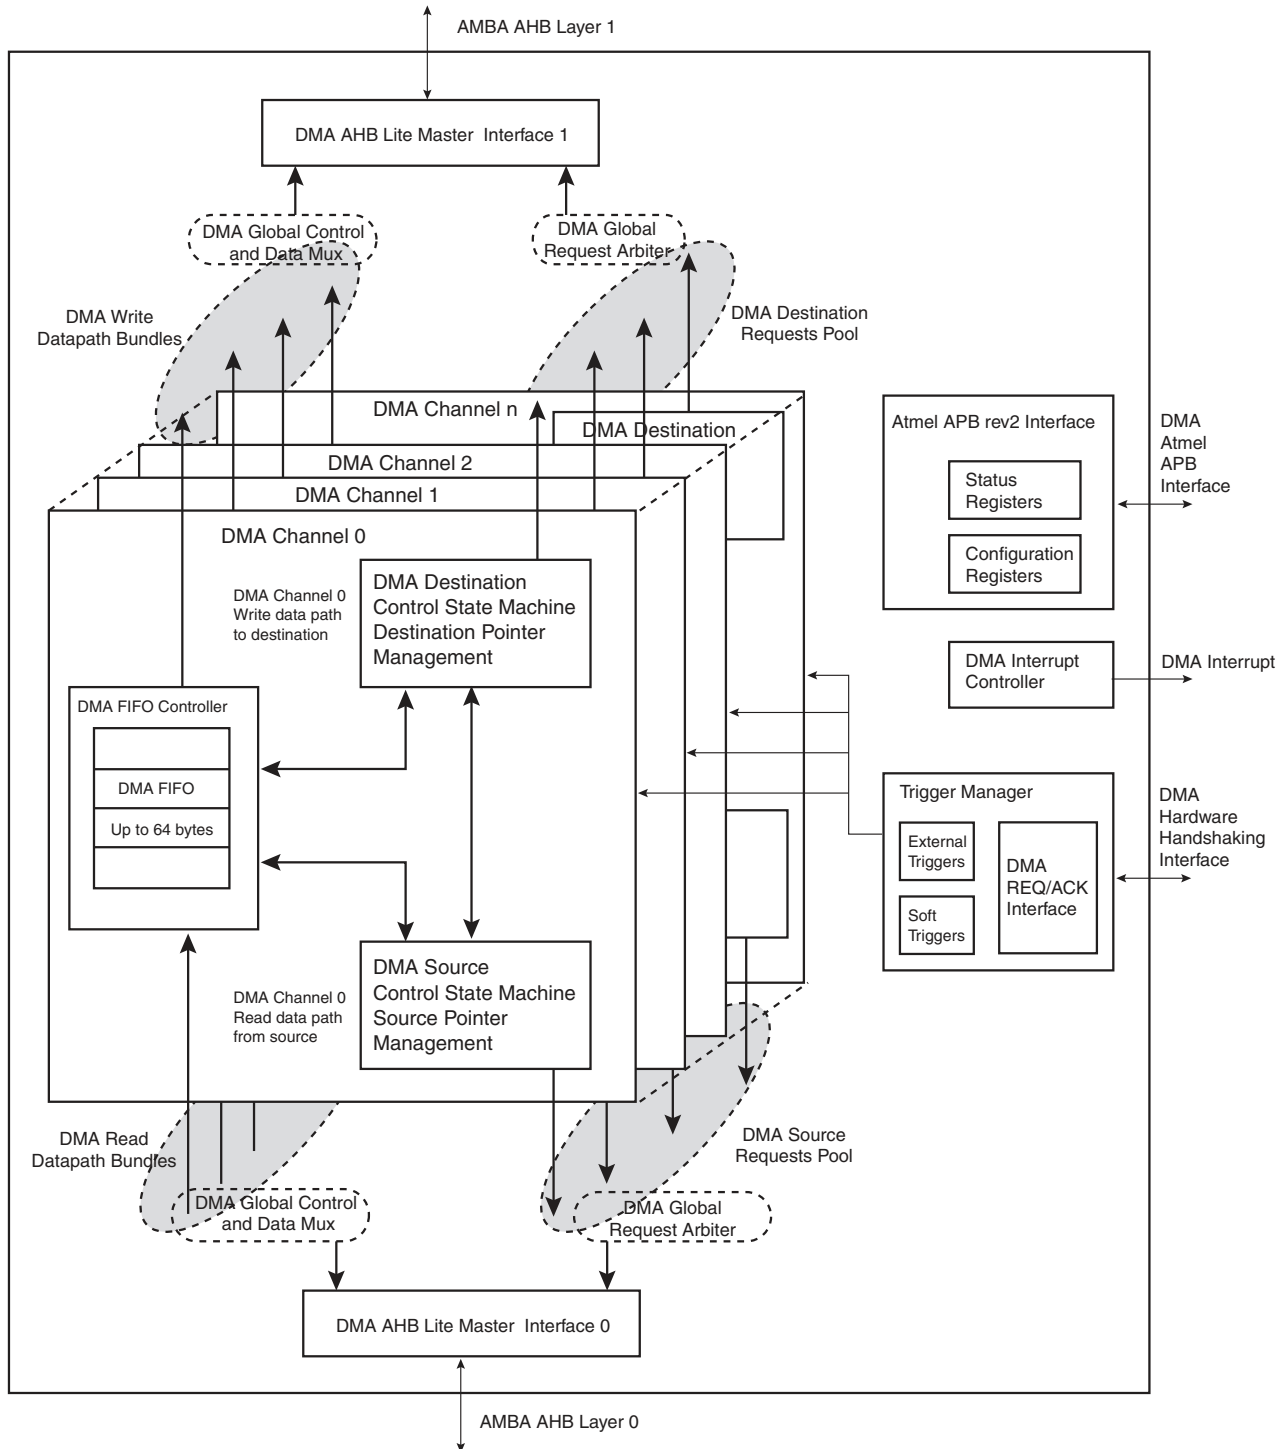 AMBA AHB Layer 1
DMA AHB Lite Master Interface 1
DMA Global Control
and Data Mux
DMA Global
Request Arbiter
DMA Write
Datapath Bundles
DMA Destination
Requests Pool
DMA Channel n
DMA Destination
DMA Channel 2
DMA Channel 1
DMA Channel 0
DMA Destination
Control State Machine
Destination Pointer
Management
DMA Channel 0
Write data path
to destination
DMA FIFO Controller
DMA FIFO
Up to 64 bytes
DMA Source
Control State Machine
Source Pointer
Management
DMA Channel 0
Read data path
from source
Atmel APB rev2 Interface
Status
Registers
Configuration
Registers
DMA
Atmel
APB
Interface
DMA Interrupt
Controller
DMA Interrupt
Trigger Manager
External
Triggers
Soft
Triggers
DMA
REQ/ACK
Interface
DMA
Hardware
Handshaking
Interface
DMA Read
Datapath Bundles
DMA Source
Requests Pool
DMA Global Control
and Data Mux
DMA Global
Request Arbiter
DMA AHB Lite Master Interface 0
AMBA AHB Layer 0